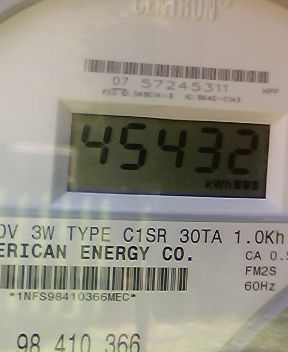 CENTRON
07 57245311
45432
kWh
0V 3W TYPE C1SR 30TA 1.0Kh
ERICAN ENERGY CO.
CA 0.5
FM2S
60Hz
*1NFS98410366MEC*
98 410 366